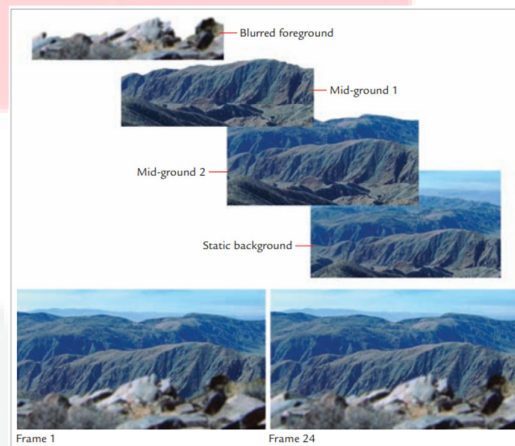 Blurred foreground
Mid-ground 1
Mid-ground 2
Static background
Frame 1
Frame 24